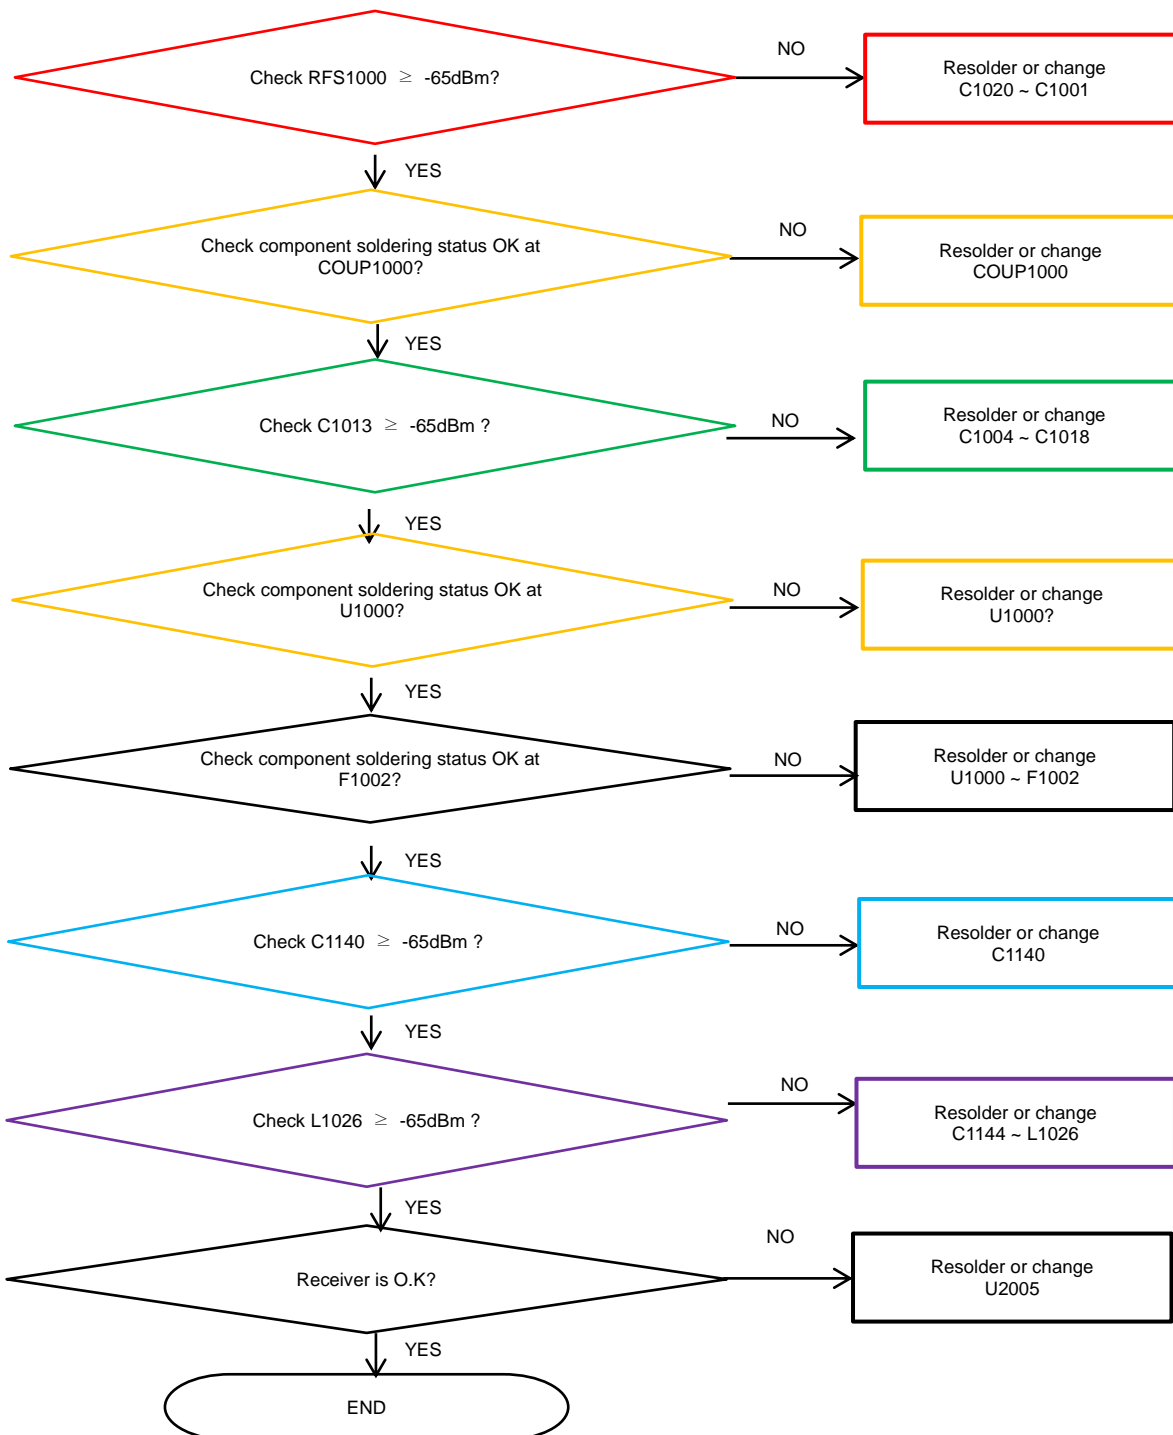 Check RFS1000 ≥ -65dBm?
NO
Resolder or change
C1020 ~ C1001
YES
Check component soldering status OK at
COUP1000?
NO
Resolder or change
COUP1000
YES
Check C1013 ≥ -65dBm ?
NO
Resolder or change
C1004 ~ C1018
YES
Check component soldering status OK at
U1000?
NO
Resolder or change
U1000?
YES
Check component soldering status OK at
F1002?
NO
Resolder or change
U1000 ~ F1002
YES
Check C1140 ≥ -65dBm ?
NO
Resolder or change
C1140
YES
Check L1026 ≥ -65dBm ?
NO
Resolder or change
C1144 ~ L1026
YES
Receiver is O.K?
NO
Resolder or change
U2005
YES
END